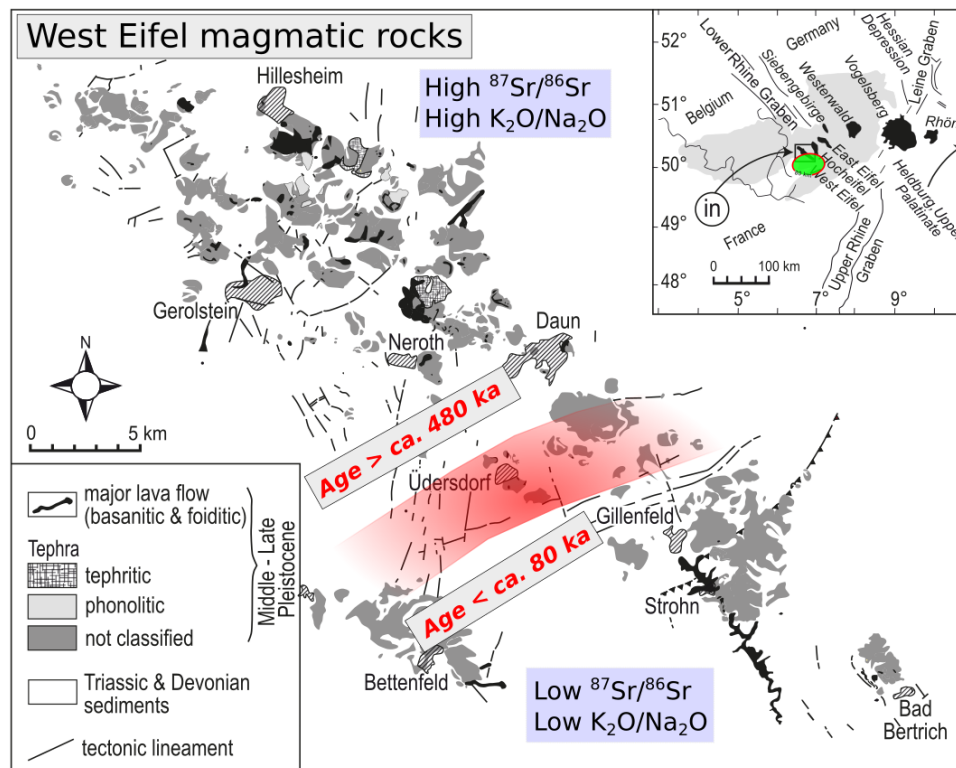 West Eifel magmatic rocks
High ⁸⁷Sr/⁸⁶Sr
High K₂O/Na₂O
Hillesheim
Gerolstein
Neroth
Daun
N
0 5 km
Age > ca. 480 ka
Üdersdorf
Gillenfeld
Age < ca. 80 ka
Strohn
Bettenfeld
Low ⁸⁷Sr/⁸⁶Sr
Low K₂O/Na₂O
Bad
Bertrich
major lava flow
(basanitic & foiditic)
Tephra
tephritic
phonolitic
not classified
Middle - Late
Pleistocene
Triassic & Devonian
sediments
tectonic lineament
52°
51°
50°
49°
48°
5°
7°
9°
Germany
Belgium
France
Lower
Rhine Graben
Siebengebirge
Westerwald
Vogelsberg
Hessian
Depression
Leine Graben
Rhön
East Eifel
Hocheifel
West Eifel
Heldburg, Upper
Palatinate
Upper Rhine
Graben
in
0 100 km